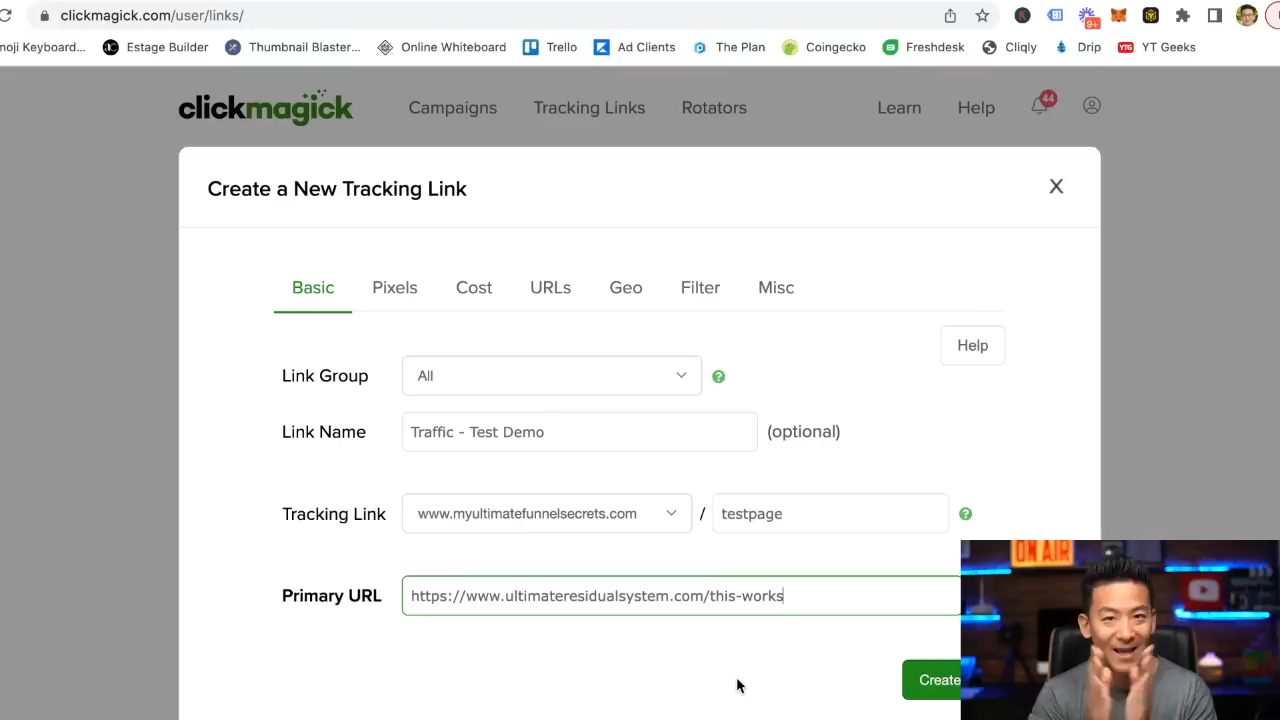 clickmagick.com/user/links/
9+
moji Keyboard... Estage Builder Thumbnail Blaster... Online Whiteboard Trello Ad Clients The Plan Coingecko Freshdesk Cliqly Drip YTG YT Geeks
clickmagick Campaigns Tracking Links Rotators Learn Help 44
Create a New Tracking Link X
Basic Pixels Cost URLs Geo Filter Misc
Help
Link Group All ?
Link Name Traffic - Test Demo (optional)
Tracking Link www.myultimatefunnelsecrets.com / testpage ?
ON AIR
Primary URL https://www.ultimateresidualsystem.com/this-works
Create